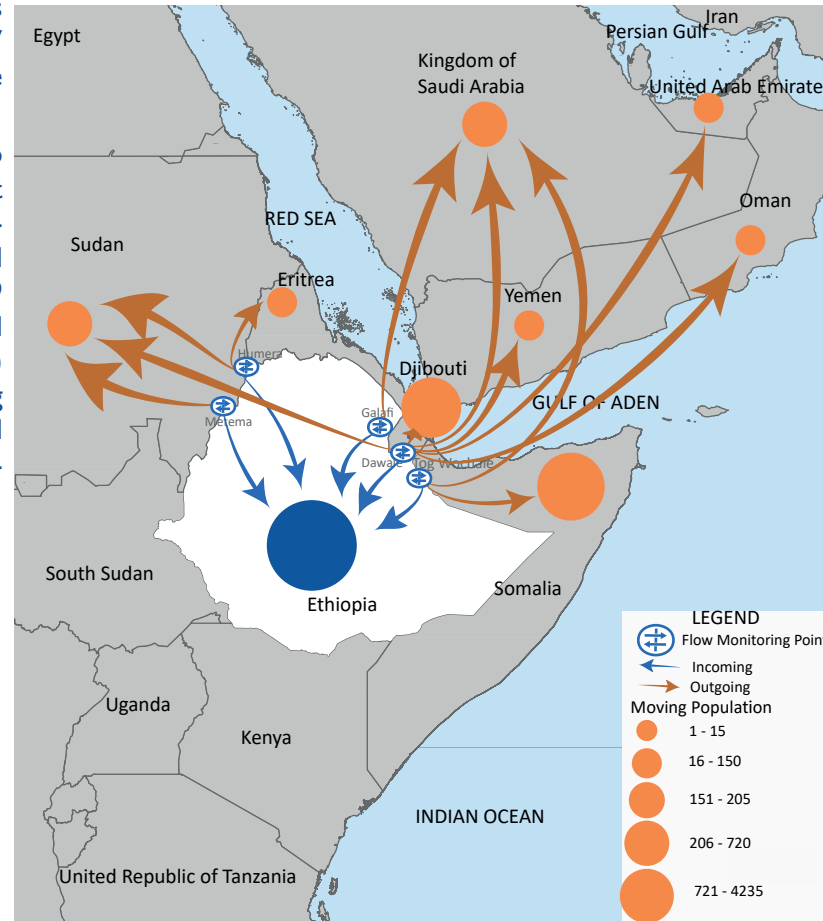 Egypt
Iran
Persian Gulf
Kingdom of
Saudi Arabia
United Arab Emirate
RED SEA
Oman
Sudan
Eritrea
Yemen
Humera
Djibouti
GULF OF ADEN
Galafi
Metema
Dawale
Tog Wochale
South Sudan
Somalia
Ethiopia
Uganda
Kenya
INDIAN OCEAN
United Republic of Tanzania
LEGEND
Flow Monitoring Point
Incoming
Outgoing
Moving Population
1 - 15
16 - 150
151 - 205
206 - 720
721 - 4235